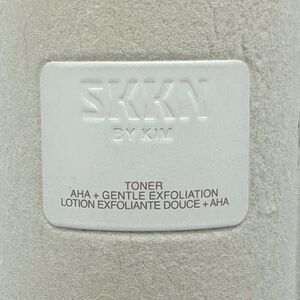 SKKN
BY KIM
TONER
AHA + GENTLE EXFOLIATION
LOTION EXFOLIANTE DOUCE + AHA